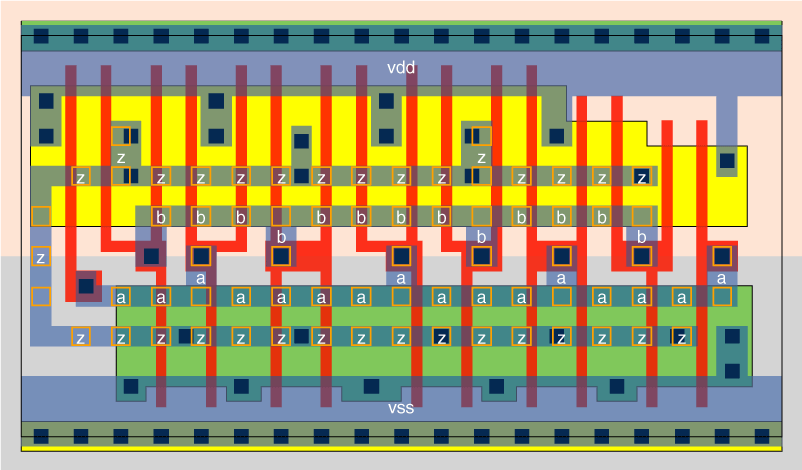 vdd
z z
z z z z z z z z z z z z z z z
b b b b b b b b b b
b b
z
a a a
a a a a a a a a a a a a
z z z z z z z z z z z z z z z z
vss